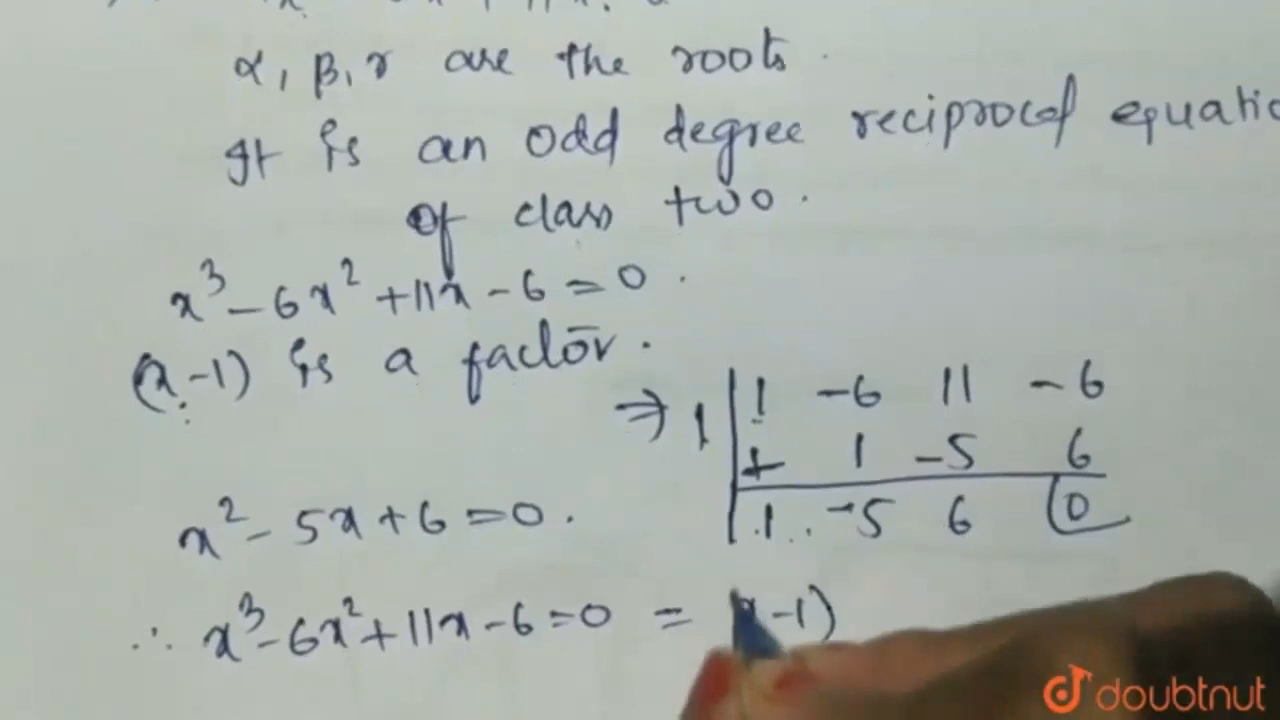 α, β, γ are the roots.
It is an odd degree reciprocal equatio
of class two.
x³ - 6x² + 11x - 6 = 0.
(x - 1) is a factor.
⇒ 1 | 1 -6 11 -6
+ 1 -5 6
1 -5 6 0
x² - 5x + 6 = 0.
∴ x³ - 6x² + 11x - 6 = 0 = (x - 1)
doubtnut